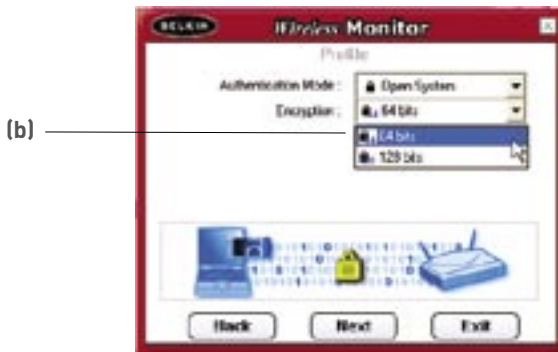 BELKIN Wireless Monitor
Profile
Authentication Mode : Open System
Encryption : 64 bits
(b)
64 bits
128 bits
Back Next Exit